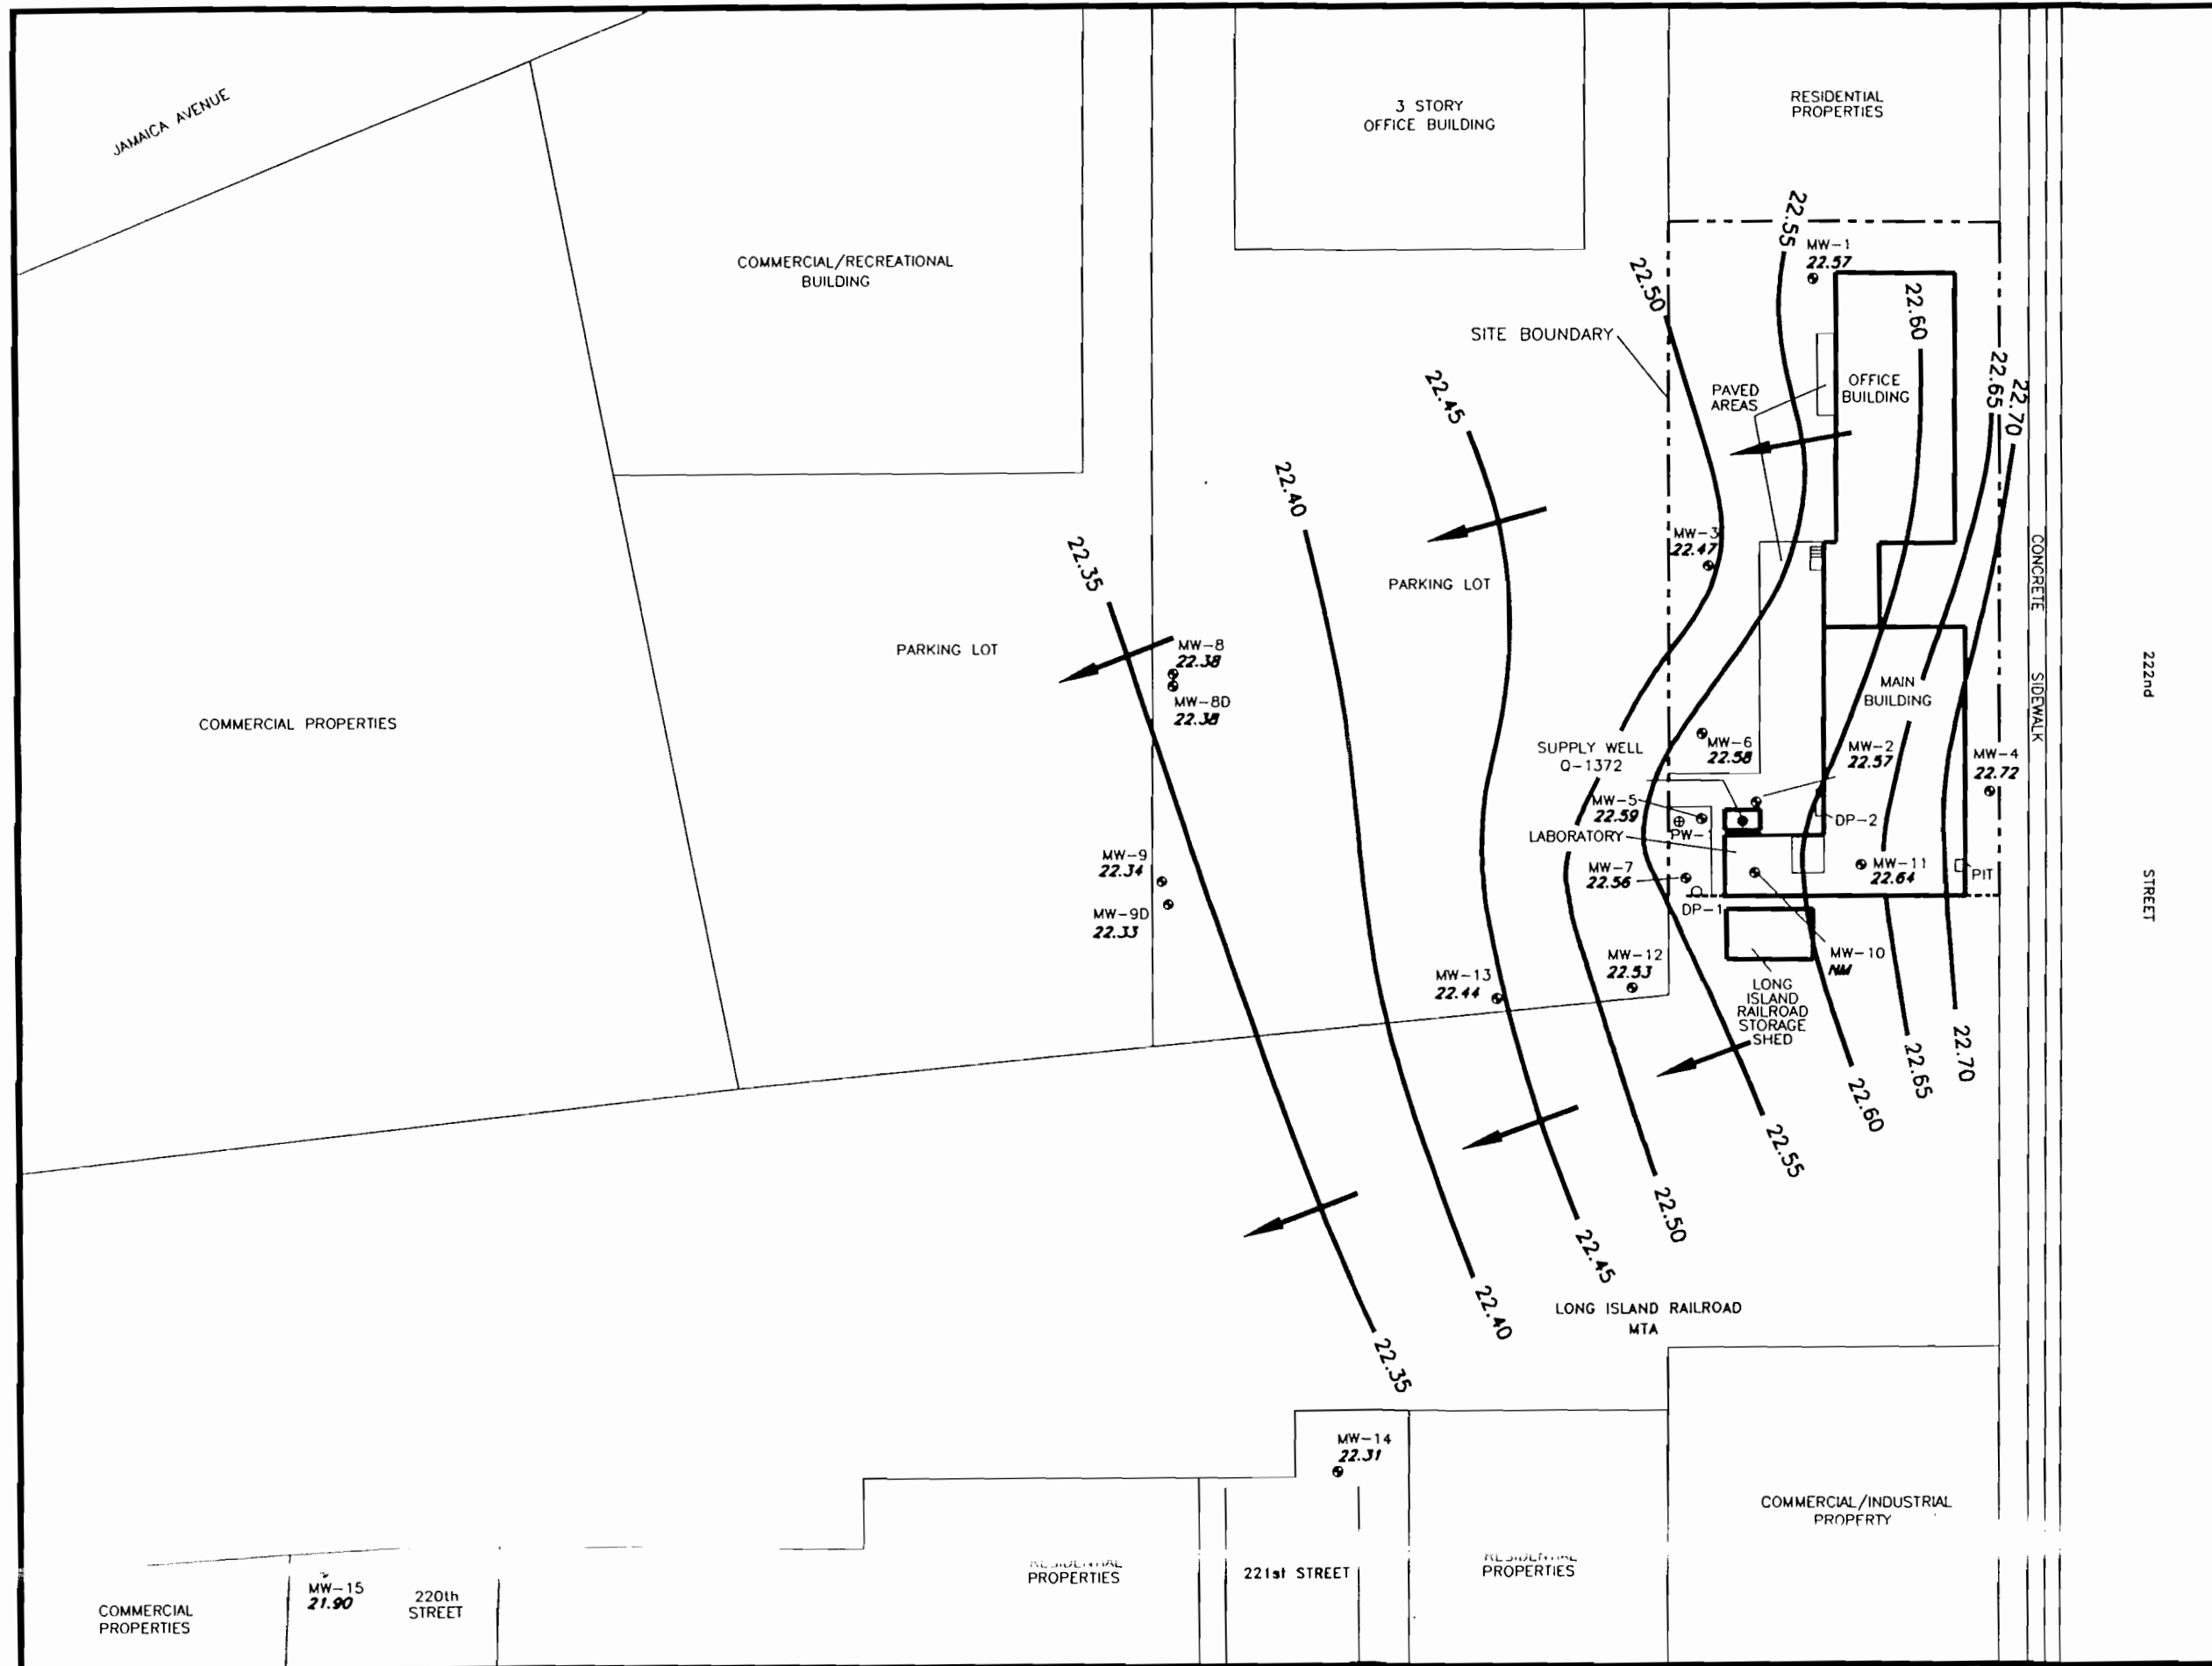 JAMAICA AVENUE
3 STORY
OFFICE BUILDING
RESIDENTIAL
PROPERTIES
COMMERCIAL/RECREATIONAL
BUILDING
22.55
MW-1
22.57
22.50
SITE BOUNDARY
22.60
22.65
22.70
PAVED
AREAS
OFFICE
BUILDING
22.45
22.40
22.35
MW-3
22.47
PARKING LOT
CONCRETE SIDEWALK
222nd STREET
PARKING LOT
MW-8
22.38
MW-8D
22.38
COMMERCIAL PROPERTIES
MAIN
BUILDING
SUPPLY WELL
Q-1372
MW-6
22.58
MW-2
22.57
MW-4
22.72
MW-5
22.59
PW-1
DP-2
LABORATORY
MW-9
22.34
MW-7
22.56
MW-11
22.64
PIT
MW-9D
22.33
DP-1
MW-10
NM
MW-13
22.44
MW-12
22.53
LONG
ISLAND
RAILROAD
STORAGE
SHED
22.70
22.65
22.60
22.55
22.50
22.45
22.40
22.35
LONG ISLAND RAILROAD
MTA
MW-14
22.31
COMMERCIAL/INDUSTRIAL
PROPERTY
RESIDENTIAL
PROPERTIES
221st STREET
RESIDENTIAL
PROPERTIES
MW-15
21.90
220th
STREET
COMMERCIAL
PROPERTIES